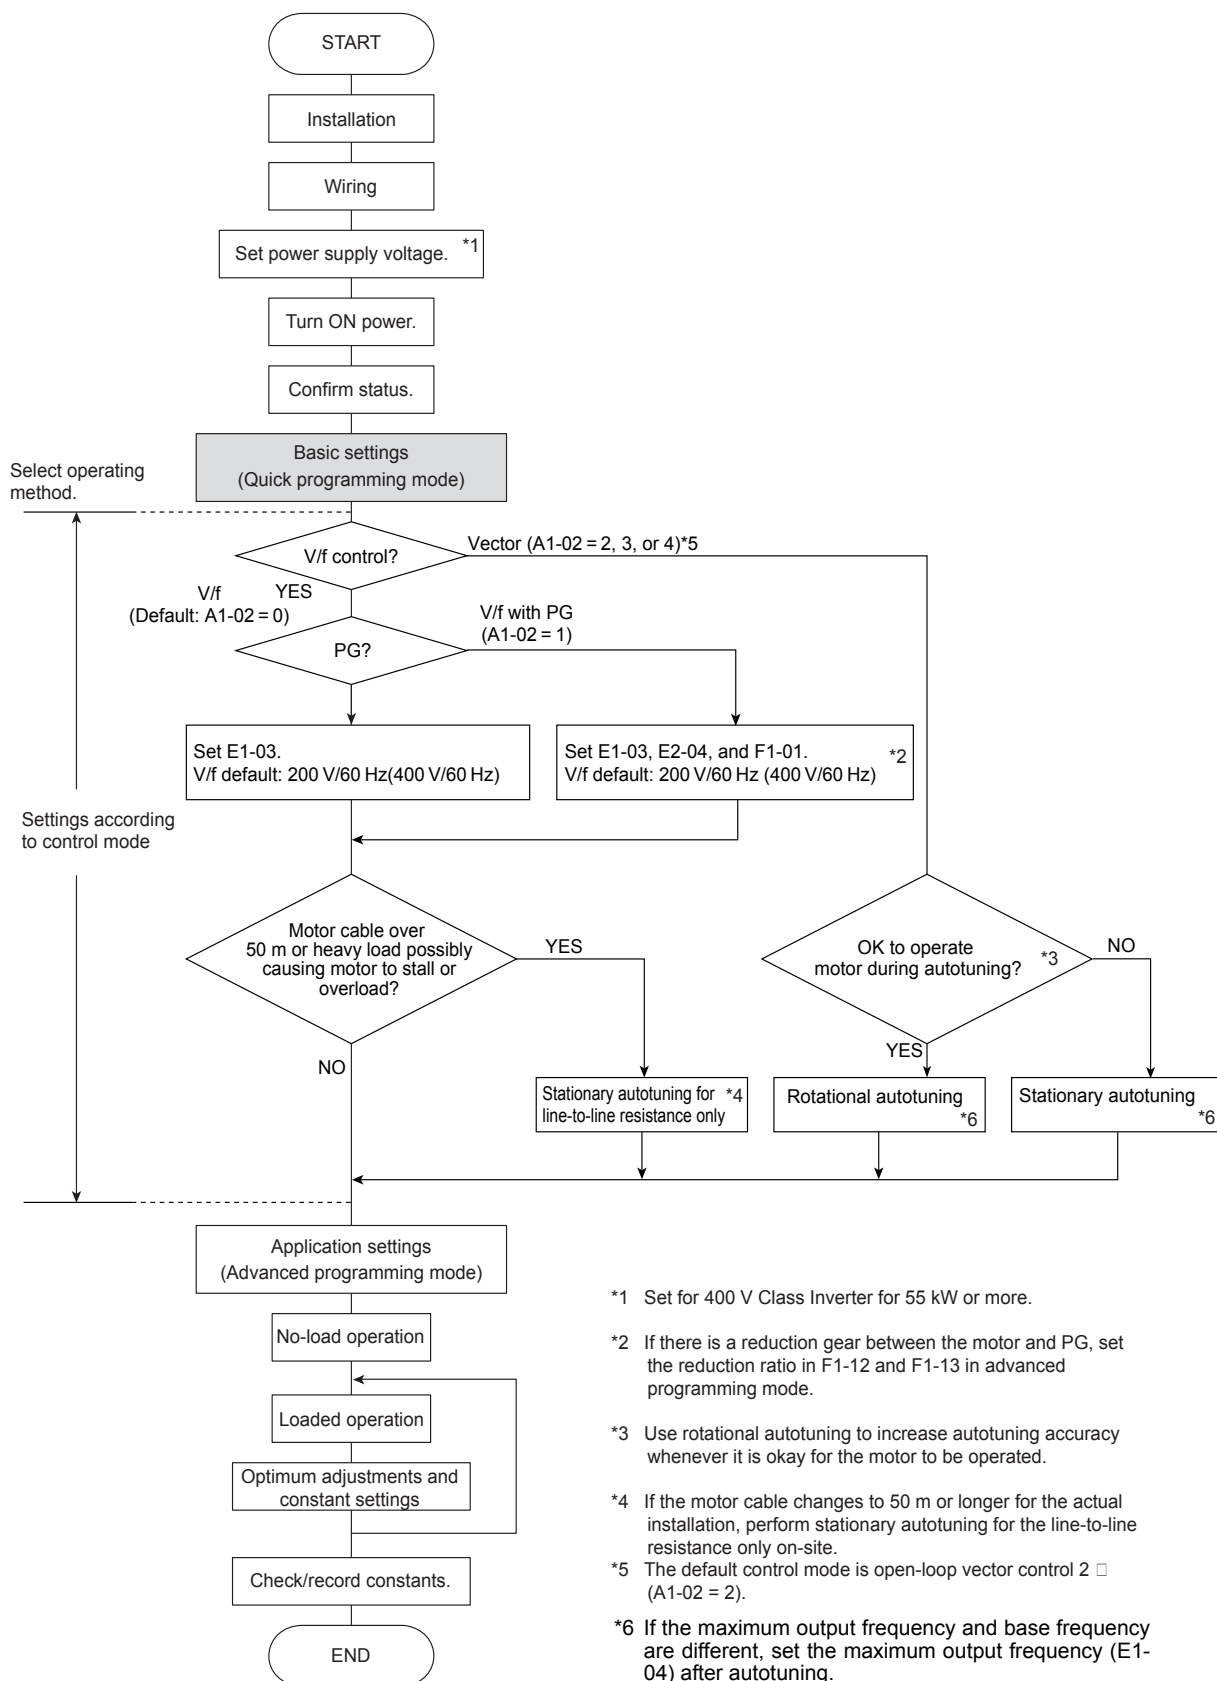 START
Installation
Wiring
Set power supply voltage. *1
Turn ON power.
Confirm status.
Basic settings
(Quick programming mode)
Select operating
method.
V/f control?
Vector (A1-02 = 2, 3, or 4)*5
V/f
YES
(Default: A1-02 = 0)
V/f with PG
(A1-02 = 1)
PG?
Set E1-03.
V/f default: 200 V/60 Hz(400 V/60 Hz)
Set E1-03, E2-04, and F1-01. *2
V/f default: 200 V/60 Hz (400 V/60 Hz)
Settings according
to control mode
Motor cable over
50 m or heavy load possibly
causing motor to stall or
overload?
YES
OK to operate
motor during autotuning? *3
NO
NO
YES
Stationary autotuning for *4
line-to-line resistance only
Rotational autotuning
*6
Stationary autotuning
*6
Application settings
(Advanced programming mode)
No-load operation
Loaded operation
Optimum adjustments and
constant settings
Check/record constants.
END
*1 Set for 400 V Class Inverter for 55 kW or more.
*2 If there is a reduction gear between the motor and PG, set
the reduction ratio in F1-12 and F1-13 in advanced
programming mode.
*3 Use rotational autotuning to increase autotuning accuracy
whenever it is okay for the motor to be operated.
*4 If the motor cable changes to 50 m or longer for the actual
installation, perform stationary autotuning for the line-to-line
resistance only on-site.
*5 The default control mode is open-loop vector control 2 □
(A1-02 = 2).
*6 If the maximum output frequency and base frequency
are different, set the maximum output frequency (E1-
04) after autotuning.